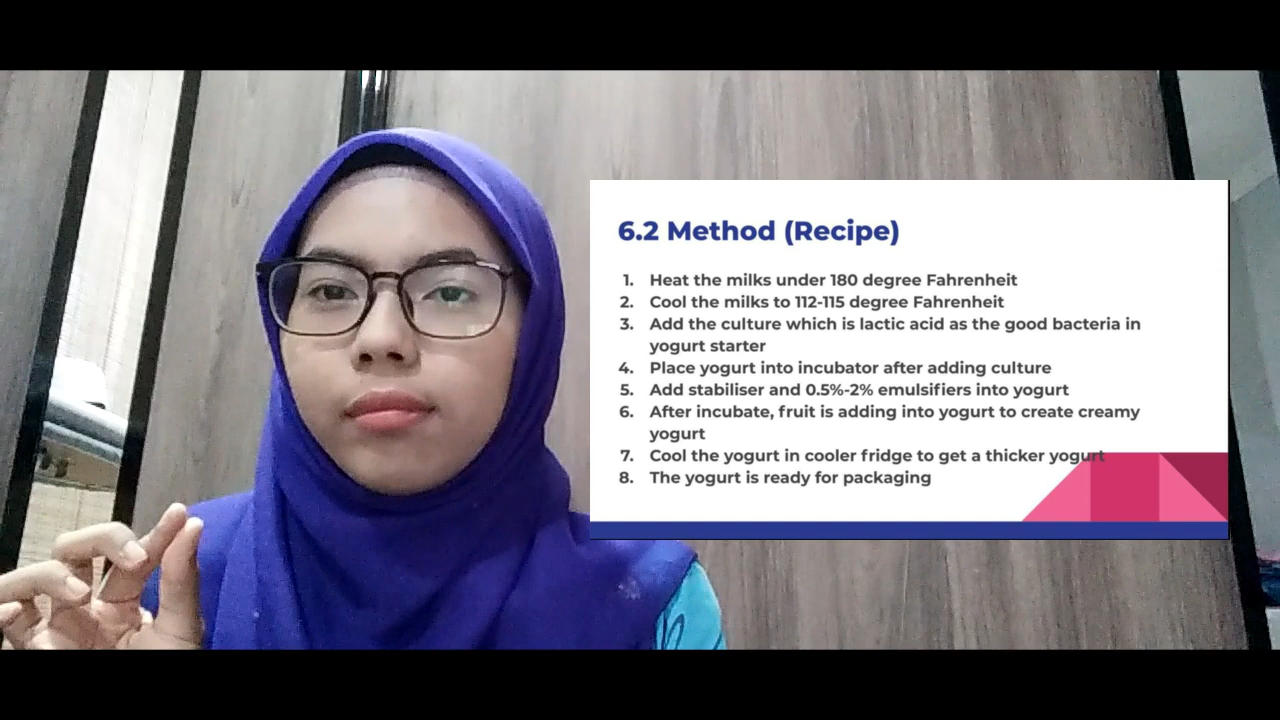 6.2 Method (Recipe)
1. Heat the milks under 180 degree Fahrenheit
2. Cool the milks to 112-115 degree Fahrenheit
3. Add the culture which is lactic acid as the good bacteria in
yogurt starter
4. Place yogurt into incubator after adding culture
5. Add stabiliser and 0.5%-2% emulsifiers into yogurt
6. After incubate, fruit is adding into yogurt to create creamy
yogurt
7. Cool the yogurt in cooler fridge to get a thicker yogurt
8. The yogurt is ready for packaging